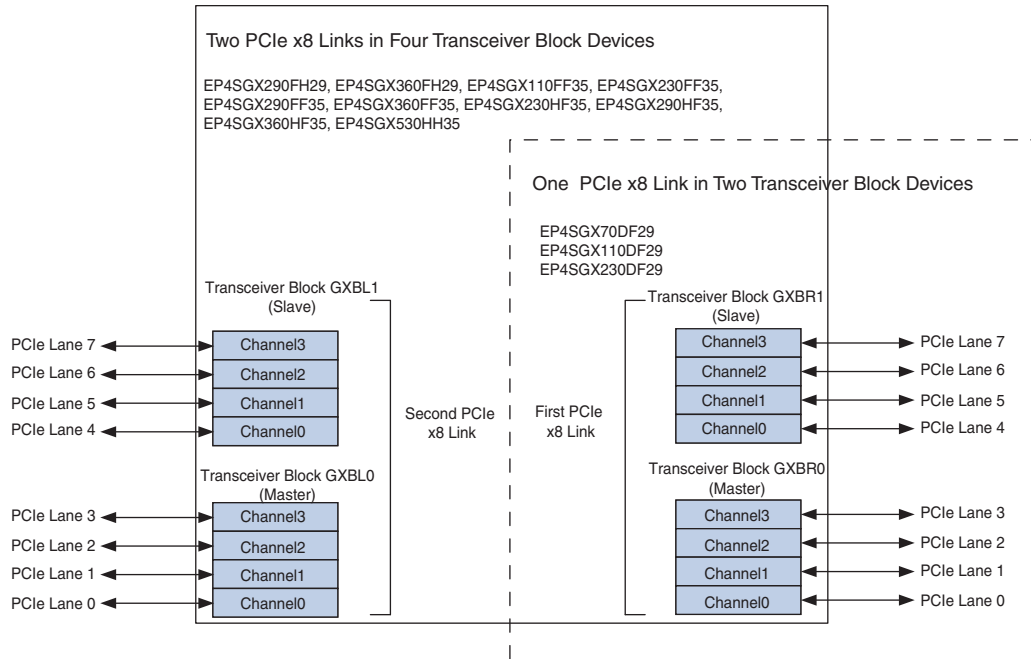 Two PCIe x8 Links in Four Transceiver Block Devices
EP4SGX290FH29, EP4SGX360FH29, EP4SGX110FF35, EP4SGX230FF35,
EP4SGX290FF35, EP4SGX360FF35, EP4SGX230HF35, EP4SGX290HF35,
EP4SGX360HF35, EP4SGX530HH35
One PCIe x8 Link in Two Transceiver Block Devices
EP4SGX70DF29
EP4SGX110DF29
EP4SGX230DF29
Transceiver Block GXBL1
(Slave)
PCIe Lane 7
Channel3
PCIe Lane 6
Channel2
PCIe Lane 5
Channel1
PCIe Lane 4
Channel0
Transceiver Block GXBL0
(Master)
PCIe Lane 3
Channel3
PCIe Lane 2
Channel2
PCIe Lane 1
Channel1
PCIe Lane 0
Channel0
Second PCIe
x8 Link
First PCIe
x8 Link
Transceiver Block GXBR1
(Slave)
Channel3
PCIe Lane 7
Channel2
PCIe Lane 6
Channel1
PCIe Lane 5
Channel0
PCIe Lane 4
Transceiver Block GXBR0
(Master)
Channel3
PCIe Lane 3
Channel2
PCIe Lane 2
Channel1
PCIe Lane 1
Channel0
PCIe Lane 0